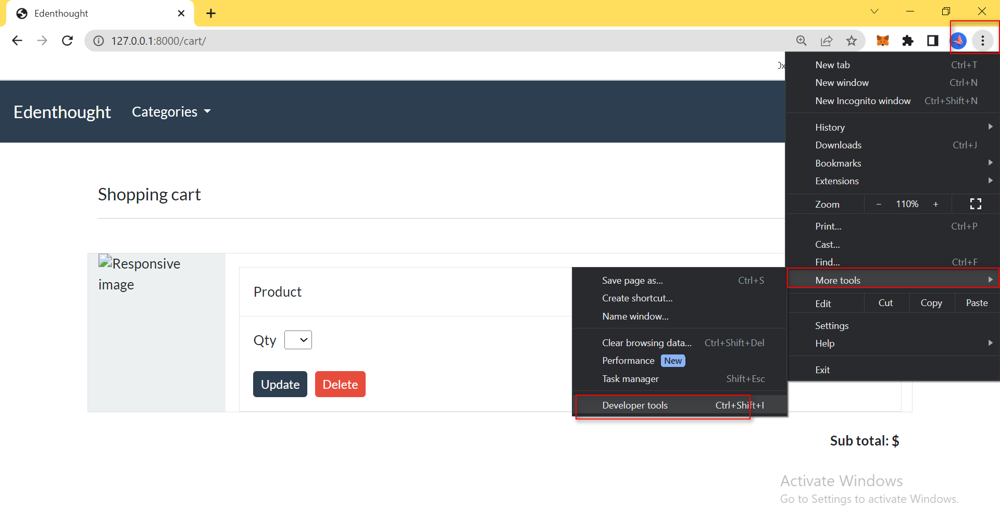 Edenthought
127.0.0.1:8000/cart/
0x
Edenthought Categories
Shopping cart
Responsive
image
Product
Qty
Update Delete
Sub total: $
New tab Ctrl+T
New window Ctrl+N
New Incognito window Ctrl+Shift+N
History
Downloads Ctrl+J
Bookmarks
Extensions
Zoom − 110% +
Print... Ctrl+P
Cast...
Find... Ctrl+F
More tools
Edit Cut Copy Paste
Settings
Help
Exit
Save page as... Ctrl+S
Create shortcut...
Name window...
Clear browsing data... Ctrl+Shift+Del
Performance New
Task manager Shift+Esc
Developer tools Ctrl+Shift+I
Activate Windows
Go to Settings to activate Windows.